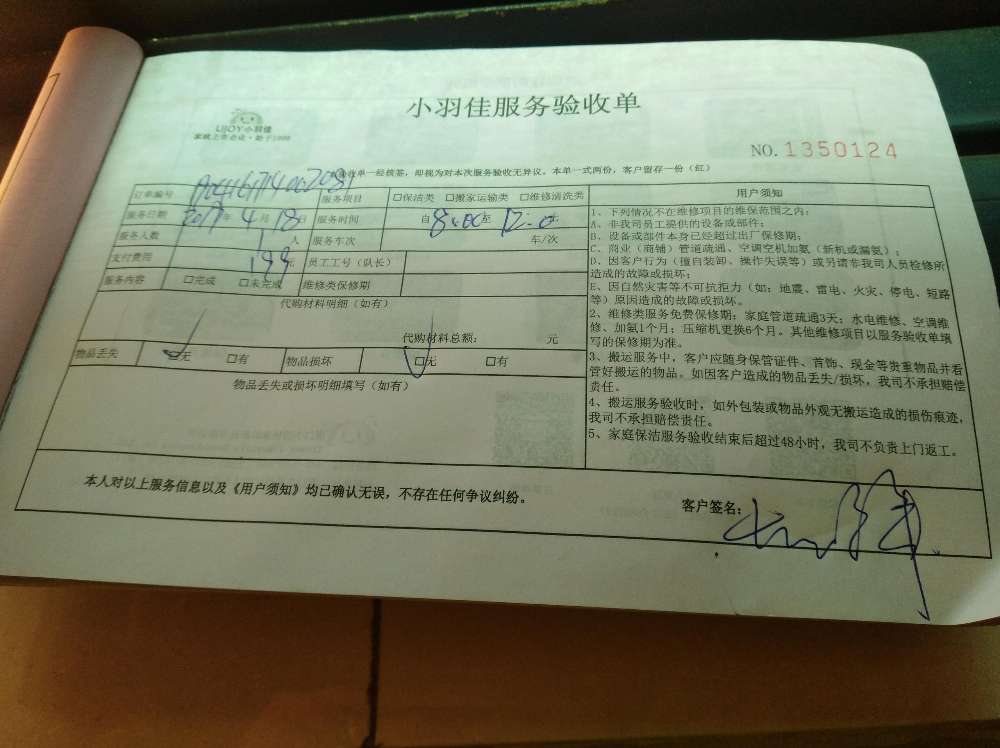 小羽佳服务验收单
LIJOY小羽佳
家政上市企业·始于1999
NO. 1350124
验收单一经核签，即视为对本次服务验收无异议。本单一式两份，客户留存一份（红）
订单编号 服务项目 □保洁类 □搬家运输类 □维修清洗类
服务日期 年 4 月 18 日 服务时间 自 8:00 至
服务人数 1 人 服务车次 车/次
支付费用 199 元 员工工号（队长）
服务内容 □完成 □未完成 维修类保修期
代购材料明细（如有）
代购材料总额： 元
物品丢失 □无 □有 物品损坏 □无 □有
物品丢失或损坏明细填写（如有）
用户须知
1、下列情况不在维修项目的维保范围之内：
A、非我司员工提供的设备或部件；
B、设备或部件本身已经超过出厂保修期；
C、商业（商铺）管道疏通、空调空机加氨（新机或漏氨）；
D、因客户行为（擅自装卸、操作失误等）或另请非我司人员检修所
造成的故障或损坏；
E、因自然灾害等不可抗拒力（如：地震、雷电、火灾、停电、短路
等）原因造成的故障或损坏。
2、维修类服务免费保修期：家庭管道疏通3天；水电维修、空调维
修、加氨1个月；压缩机更换6个月。其他维修项目以服务验收单填
写的保修期为准。
3、搬运服务中，客户应随身保管证件、首饰、现金等贵重物品并看
管好搬运的物品。如因客户造成的物品丢失/损坏，我司不承担赔偿
责任。
4、搬运服务验收时，如外包装或物品外观无搬运造成的损伤痕迹，
我司不承担赔偿责任。
5、家庭保洁服务验收结束后超过48小时，我司不负责上门返工。
本人对以上服务信息以及《用户须知》均已确认无误，不存在任何争议纠纷。
客户签名：